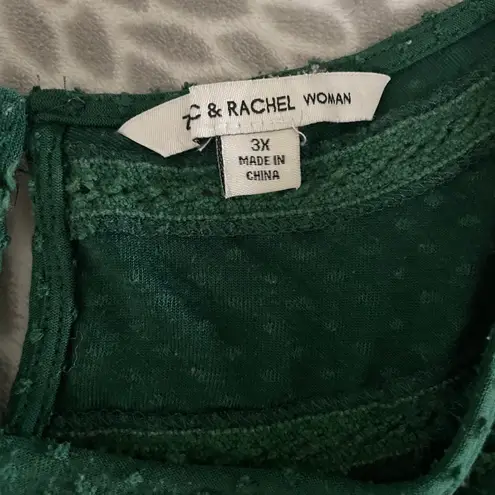 & RACHEL WOMAN
3X
MADE IN
CHINA